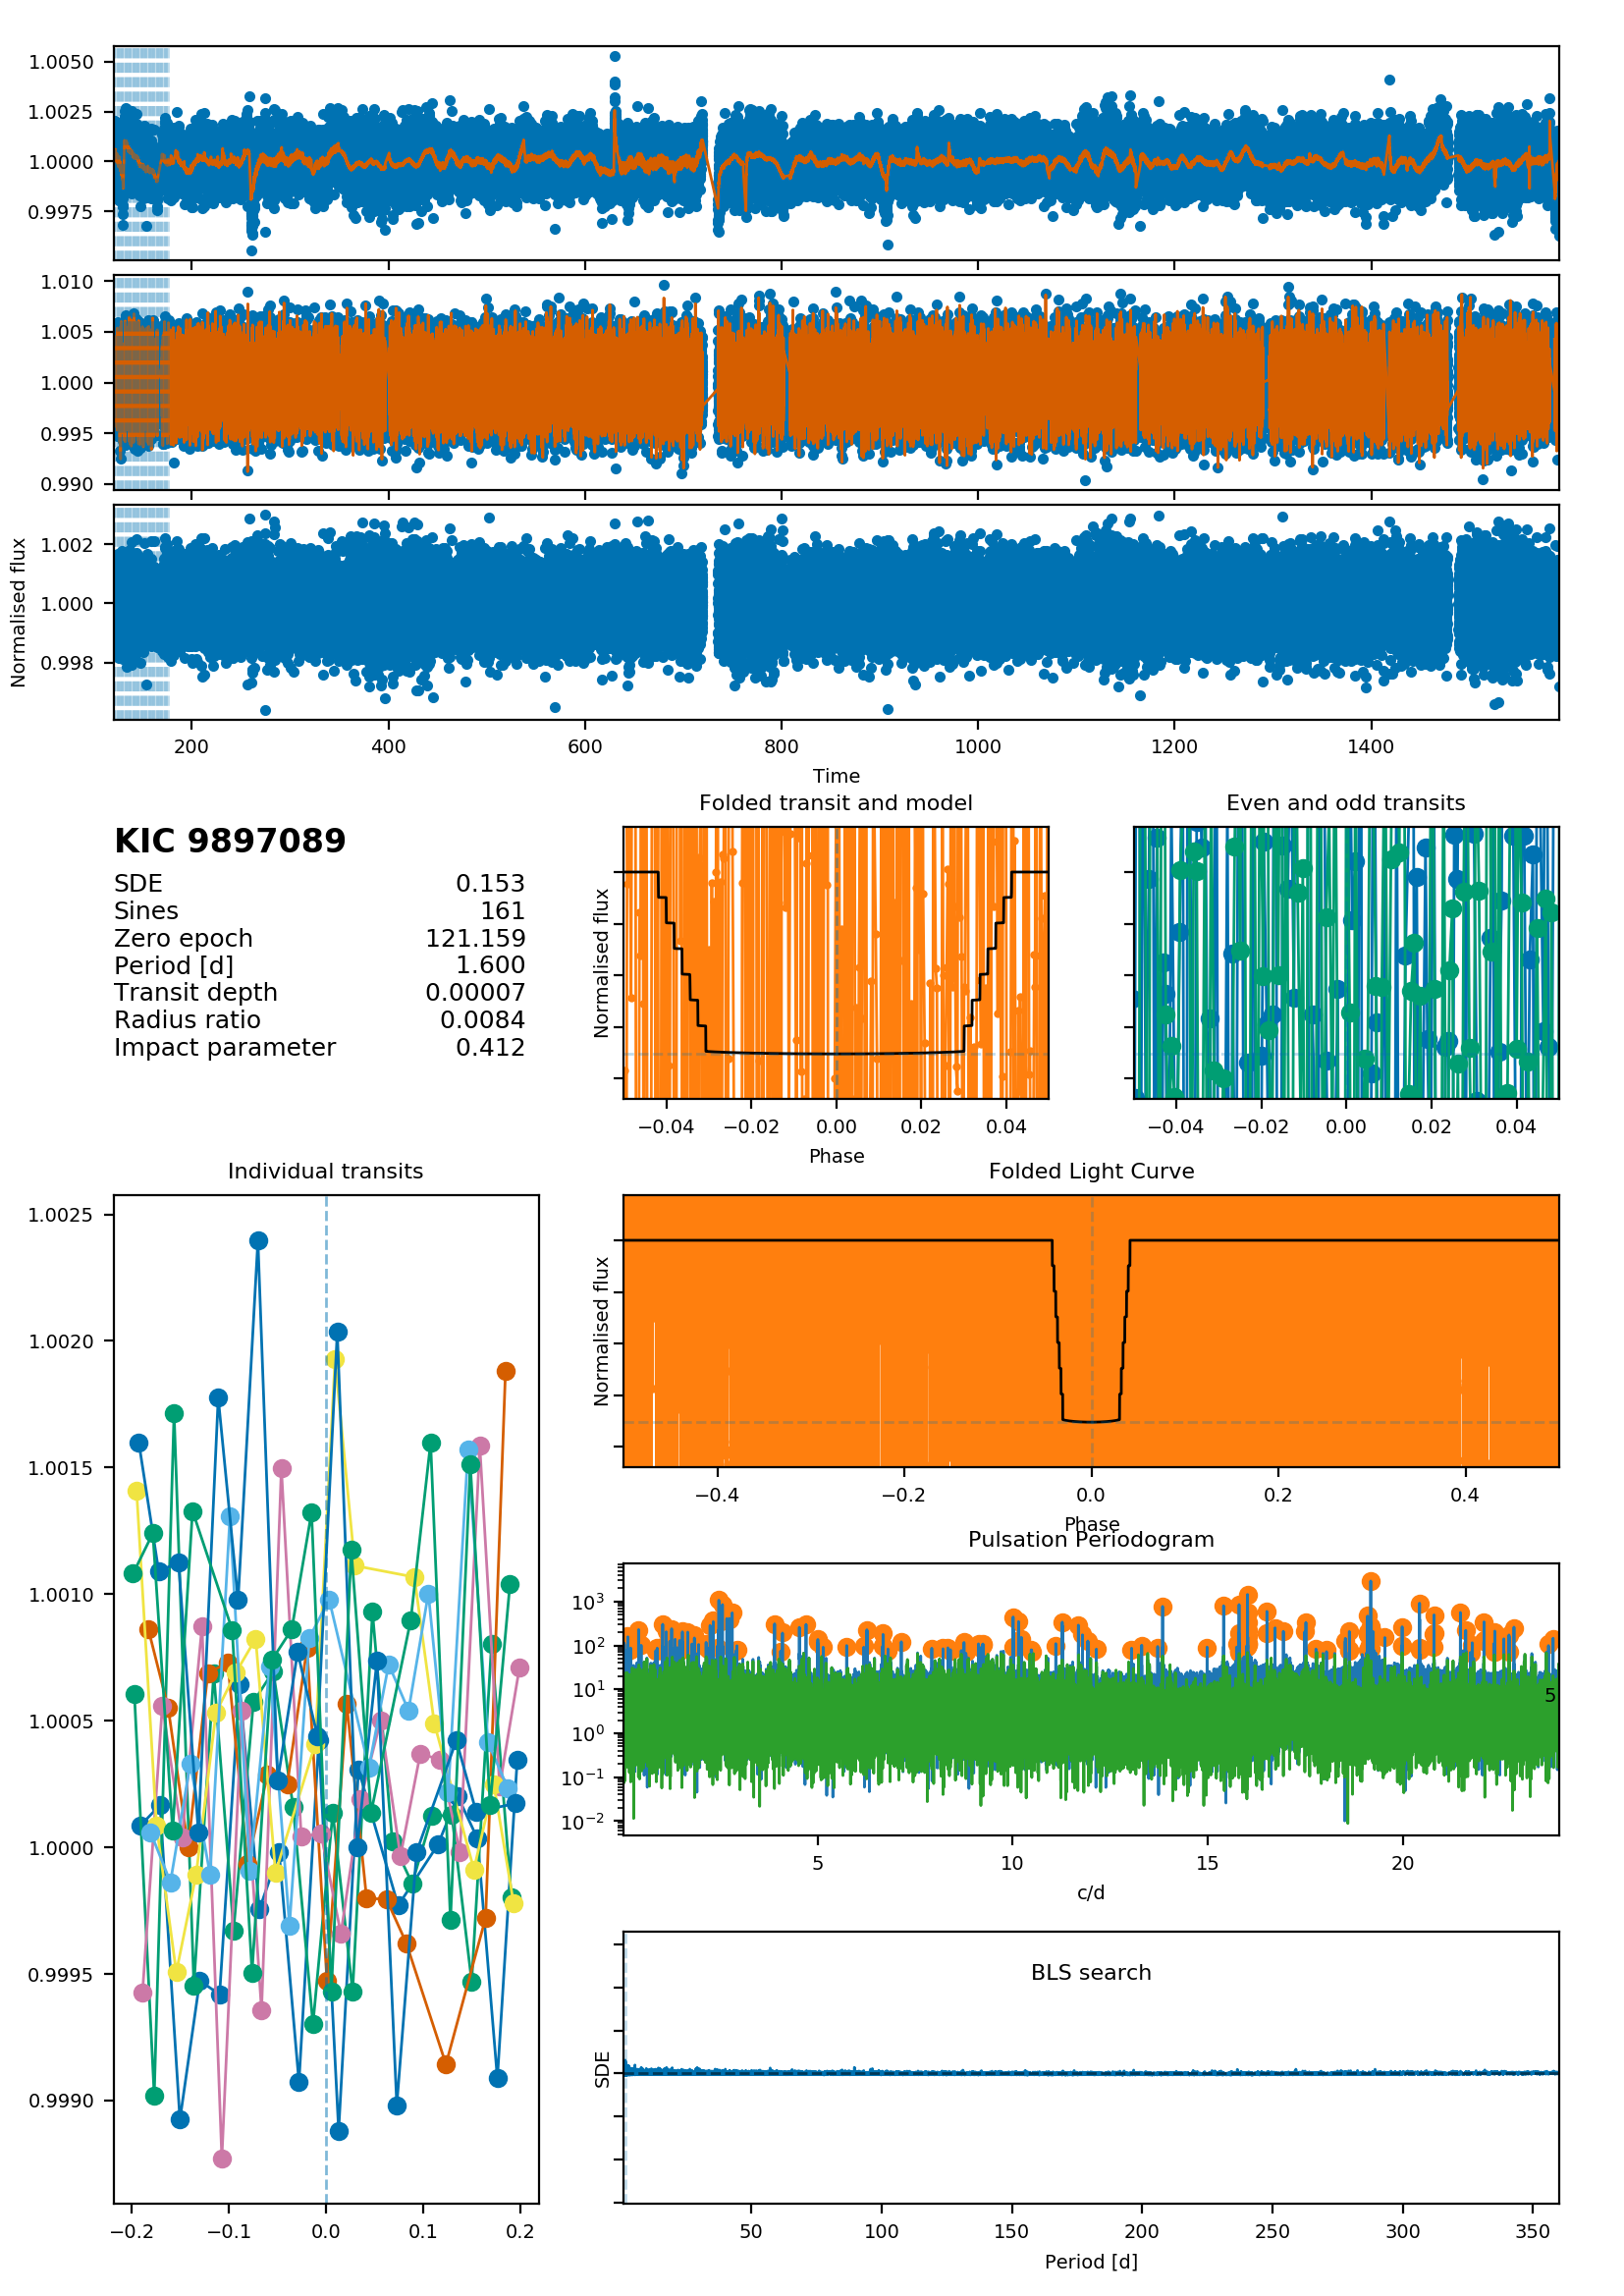 1.0050
1.0025
1.0000
0.9975
1.010
1.005
1.000
0.995
0.990
1.002
1.000
0.998
Normalised flux
200 400 600 800 1000 1200 1400
Time
KIC 9897089
SDE 0.153
Sines 161
Zero epoch 121.159
Period [d] 1.600
Transit depth 0.00007
Radius ratio 0.0084
Impact parameter 0.412
Folded transit and model
Normalised flux
−0.04 −0.02 0.00 0.02 0.04
Phase
Even and odd transits
−0.04 −0.02 0.00 0.02 0.04
Individual transits
1.0025
1.0020
1.0015
1.0010
1.0005
1.0000
0.9995
0.9990
−0.2 −0.1 0.0 0.1 0.2
Folded Light Curve
Normalised flux
−0.4 −0.2 0.0 0.2 0.4
Phase
Pulsation Periodogram
10³
10²
10¹
10⁰
10⁻¹
10⁻²
5
5 10 15 20
c/d
BLS search
SDE
50 100 150 200 250 300 350
Period [d]